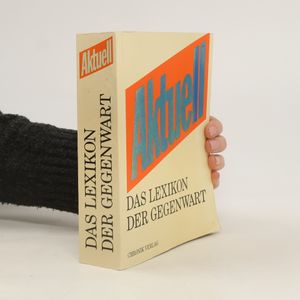 Aktuell
DAS LEXIKON
DER GEGENWART
Aktuell
DAS LEXIKON
DER GEGENWART
CHRONIK VERLAG